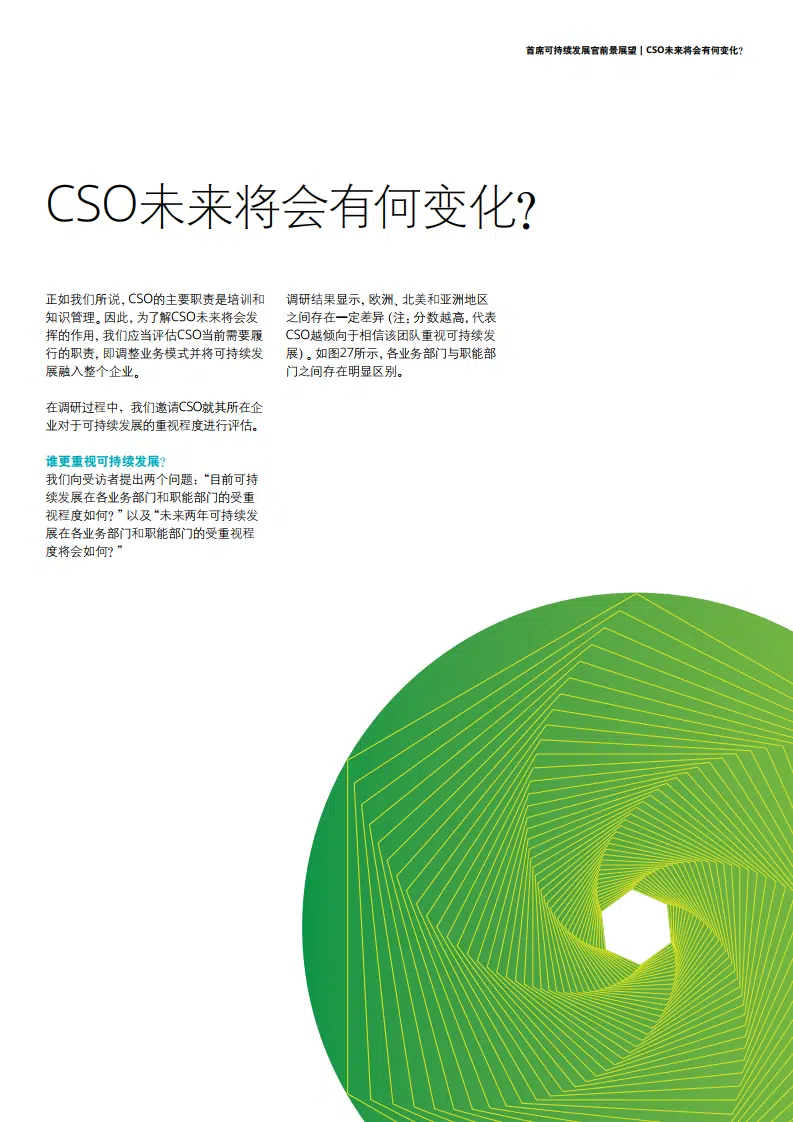 首席可持续发展官前景展望 | CSO未来将会有何变化?
CSO未来将会有何变化?
正如我们所说, CSO的主要职责是培训和
知识管理。因此, 为了解CSO未来将会发
挥的作用, 我们应当评估CSO当前需要履
行的职责, 即调整业务模式并将可持续发
展融入整个企业。
在调研过程中, 我们邀请CSO就其所在企
业对于可持续发展的重视程度进行评估。
谁更重视可持续发展?
我们向受访者提出两个问题: “目前可持
续发展在各业务部门和职能部门的受重
视程度如何? ” 以及 “未来两年可持续发
展在各业务部门和职能部门的受重视程
度将会如何? ”
调研结果显示, 欧洲、北美和亚洲地区
之间存在一定差异 (注: 分数越高, 代表
CSO越倾向于相信该团队重视可持续发
展) 。如图27所示, 各业务部门与职能部
门之间存在明显区别。